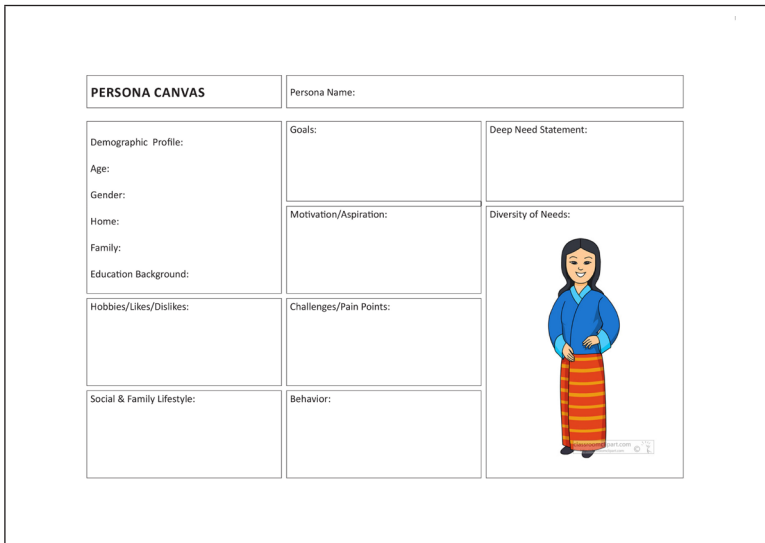 PERSONA CANVAS
Persona Name:
Demographic Profile:
Age:
Gender:
Home:
Family:
Education Background:
Goals:
Deep Need Statement:
Motivation/Aspiration:
Diversity of Needs:
Hobbies/Likes/Dislikes:
Challenges/Pain Points:
Social & Family Lifestyle:
Behavior: